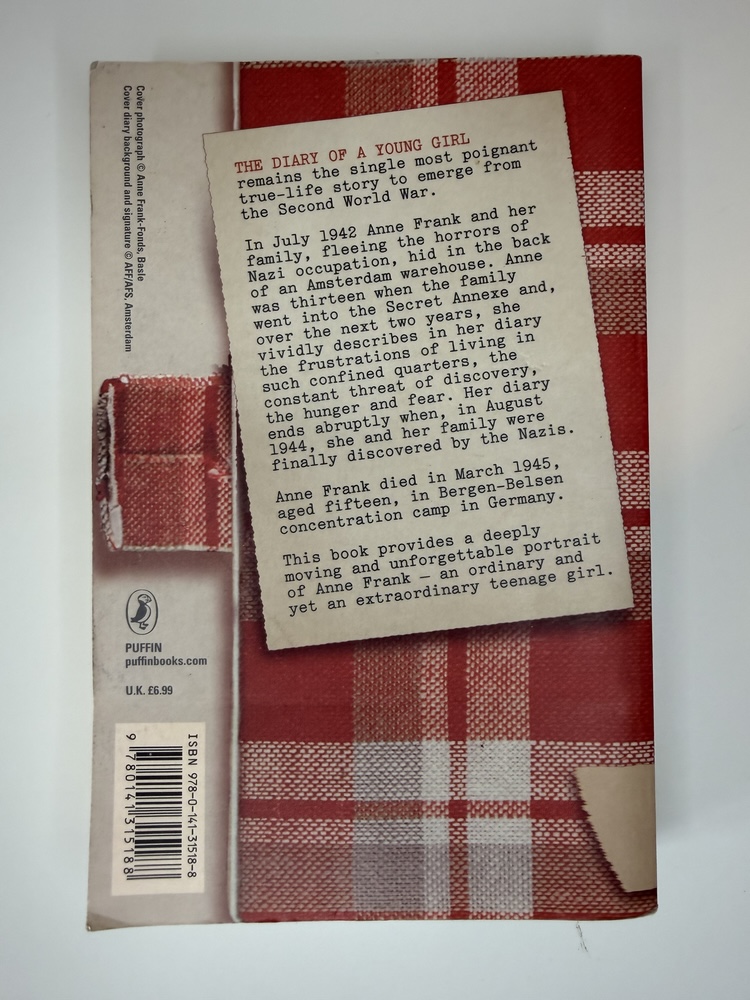 Cover photograph © Anne Frank-Fonds, Basle
Cover diary background and signature © AFF/AFS, Amsterdam
THE DIARY OF A YOUNG GIRL
remains the single most poignant
true-life story to emerge from
the Second World War.
In July 1942 Anne Frank and her
family, fleeing the horrors of
Nazi occupation, hid in the back
of an Amsterdam warehouse. Anne
was thirteen when the family
went into the Secret Annexe and,
over the next two years, she
vividly describes in her diary
the frustrations of living in
such confined quarters, the
constant threat of discovery,
the hunger and fear. Her diary
ends abruptly when, in August
1944, she and her family were
finally discovered by the Nazis.
Anne Frank died in March 1945,
aged fifteen, in Bergen-Belsen
concentration camp in Germany.
This book provides a deeply
moving and unforgettable portrait
of Anne Frank – an ordinary and
yet an extraordinary teenage girl.
PUFFIN
puffinbooks.com
U.K. £6.99
ISBN 978-0-141-31518-8
9 780141 315188